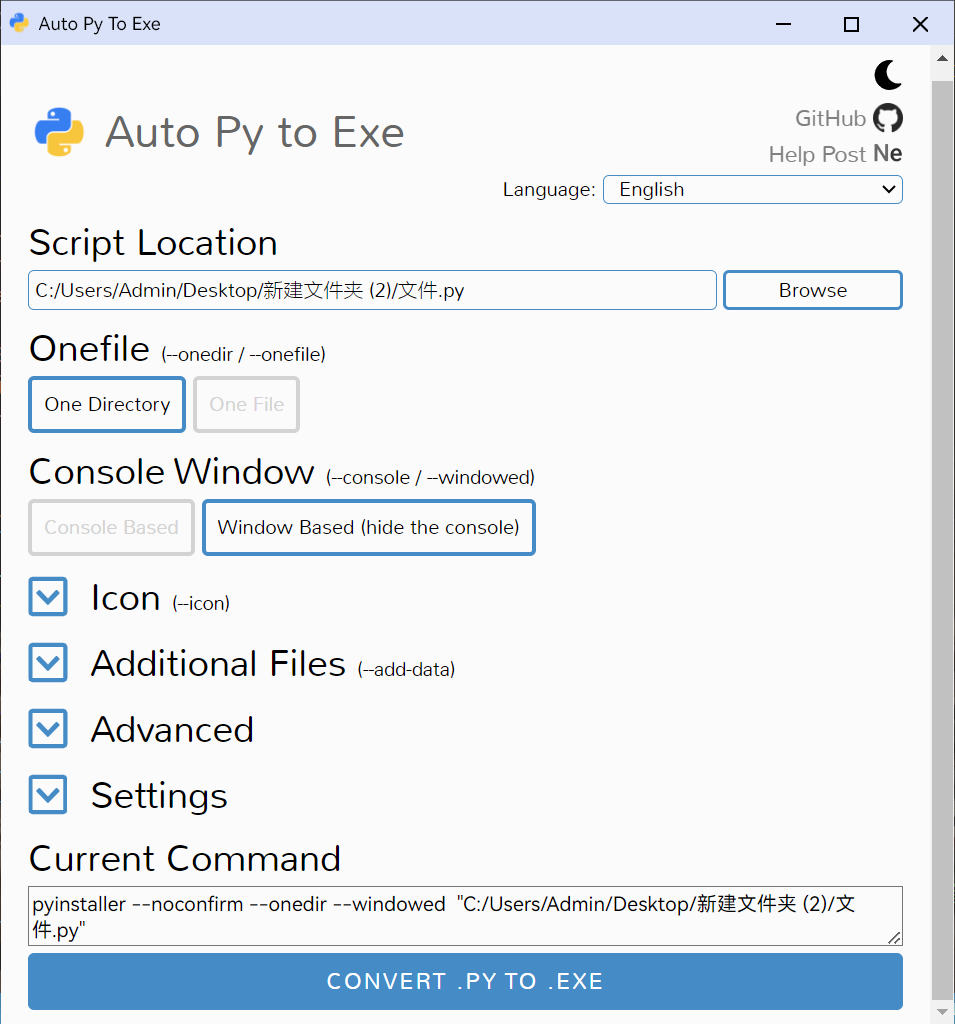 Auto Py To Exe
Auto Py to Exe
GitHub
Help Post Ne
Language: English
Script Location
C:/Users/Admin/Desktop/新建文件夹 (2)/文件.py Browse
Onefile (--onedir / --onefile)
One Directory One File
Console Window (--console / --windowed)
Console Based Window Based (hide the console)
Icon (--icon)
Additional Files (--add-data)
Advanced
Settings
Current Command
pyinstaller --noconfirm --onedir --windowed  "C:/Users/Admin/Desktop/新建文件夹 (2)/文
件.py"
CONVERT .PY TO .EXE